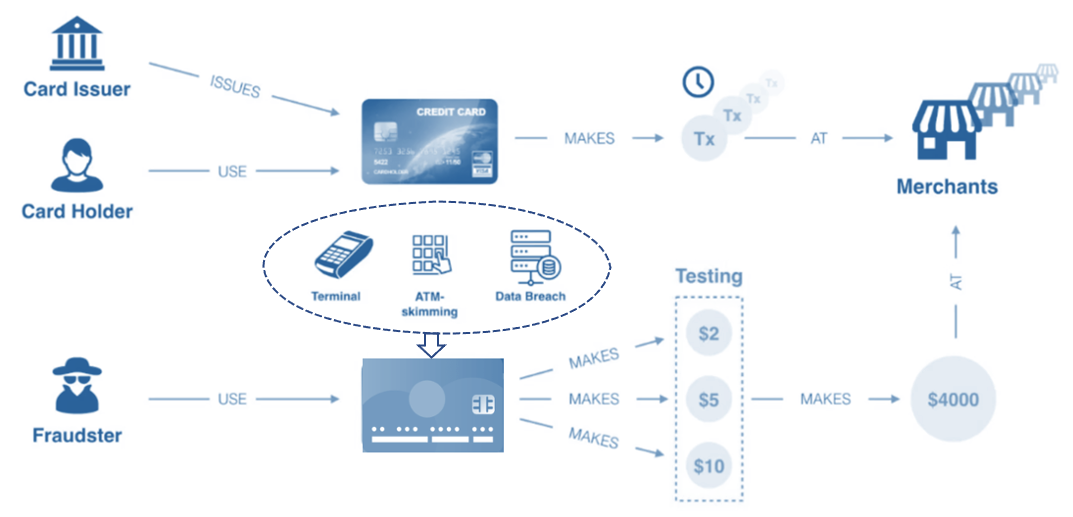 Card Issuer
ISSUES
CREDIT CARD
VISA
CARDHOLDER
MAKES
Tx
Tx
Tx
Tx
AT
Merchants
Card Holder
USE
Terminal
ATM-
skimming
Data Breach
Testing
$2
$5
$10
AT
Fraudster
USE
MAKES
MAKES
MAKES
MAKES
$4000